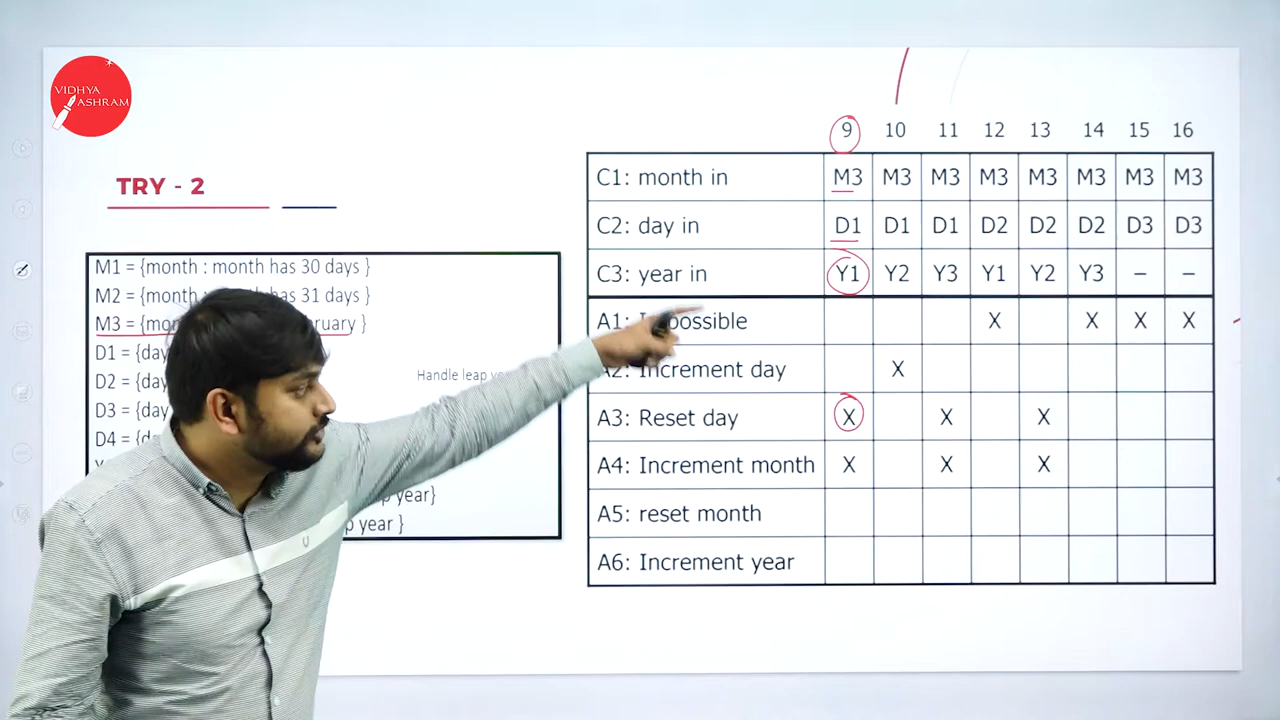 VIDHYA
ASHRAM
TRY - 2
M1 = {month : month has 30 days }
M2 = {month has 31 days }
M3 = {mon ruary }
D1 = {day
D2 = {day
D3 = {day
D4 = {d
Handle leap ye
p year}
p year }
9 10 11 12 13 14 15 16
C1: month in M3 M3 M3 M3 M3 M3 M3 M3
C2: day in D1 D1 D1 D2 D2 D2 D3 D3
C3: year in Y1 Y2 Y3 Y1 Y2 Y3 – –
A1: I possible X X X X
A2: Increment day X
A3: Reset day X X X
A4: Increment month X X X
A5: reset month
A6: Increment year